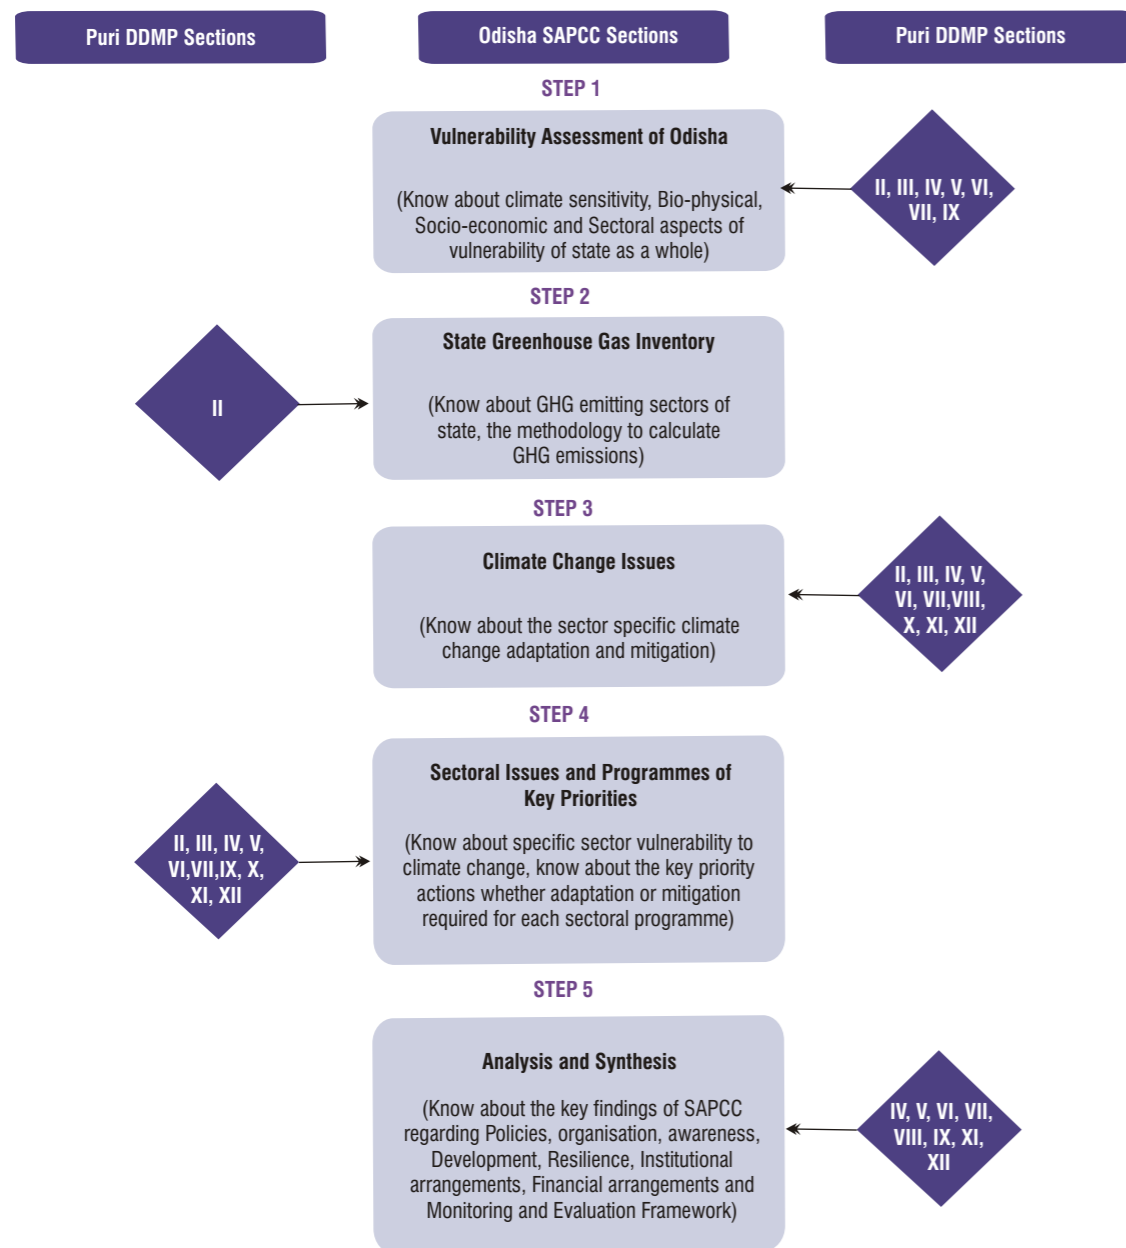 Puri DDMP Sections
Odisha SAPCC Sections
Puri DDMP Sections
STEP 1
Vulnerability Assessment of Odisha
(Know about climate sensitivity, Bio-physical,
Socio-economic and Sectoral aspects of
vulnerability of state as a whole)
II, III, IV, V, VI,
VII, IX
STEP 2
State Greenhouse Gas Inventory
(Know about GHG emitting sectors of
state, the methodology to calculate
GHG emissions)
II
STEP 3
Climate Change Issues
(Know about the sector specific climate
change adaptation and mitigation)
II, III, IV, V,
VI, VII,VIII,
X, XI, XII
STEP 4
Sectoral Issues and Programmes of
Key Priorities
(Know about specific sector vulnerability to
climate change, know about the key priority
actions whether adaptation or mitigation
required for each sectoral programme)
II, III, IV, V,
VI,VII,IX, X,
XI, XII
STEP 5
Analysis and Synthesis
(Know about the key findings of SAPCC
regarding Policies, organisation, awareness,
Development, Resilience, Institutional
arrangements, Financial arrangements and
Monitoring and Evaluation Framework)
IV, V, VI, VII,
VIII, IX, XI,
XII